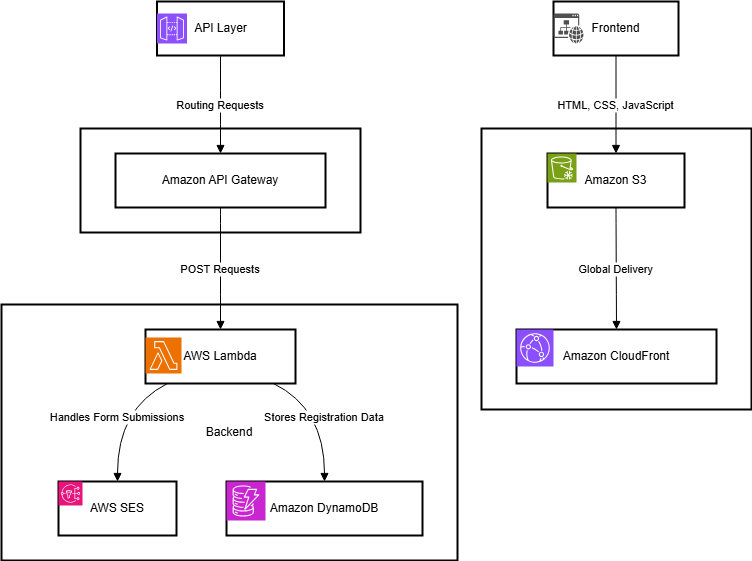 API Layer
Frontend
Routing Requests
HTML, CSS, JavaScript
Amazon API Gateway
Amazon S3
POST Requests
Global Delivery
AWS Lambda
Amazon CloudFront
Handles Form Submissions
Stores Registration Data
Backend
AWS SES
Amazon DynamoDB